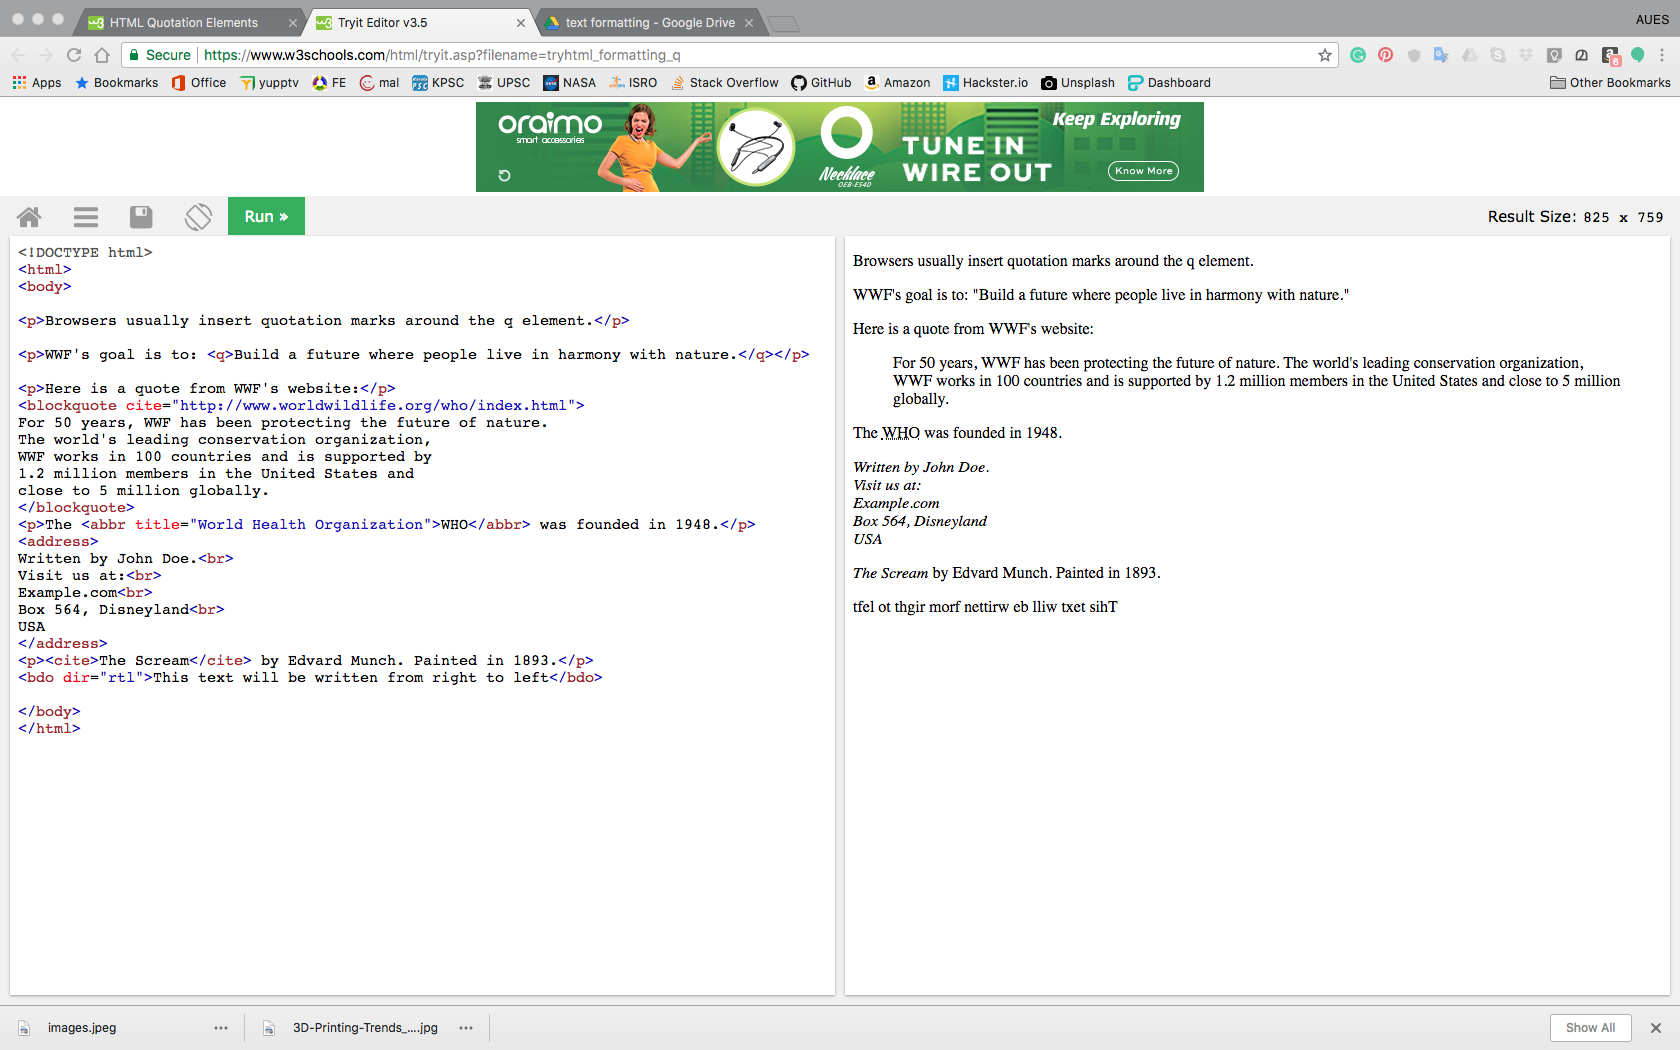 HTML Quotation Elements
Tryit Editor v3.5
text formatting - Google Drive
AUES
Secure
https://www.w3schools.com/html/tryit.asp?filename=tryhtml_formatting_q
6
Apps
Bookmarks
Office
yupptv
FE
mal
KPSC
UPSC
NASA
ISRO
Stack Overflow
GitHub
Amazon
Hackster.io
Unsplash
Dashboard
Other Bookmarks
oraimo
smart accessories
Necklace
OEB-E54D
TUNE IN
WIRE OUT
Keep Exploring
Know More
Run »
Result Size: 825 x 759
<!DOCTYPE html>
<html>
<body>
<p>Browsers usually insert quotation marks around the q element.</p>
<p>WWF's goal is to: <q>Build a future where people live in harmony with nature.</q></p>
<p>Here is a quote from WWF's website:</p>
<blockquote cite="http://www.worldwildlife.org/who/index.html">
For 50 years, WWF has been protecting the future of nature.
The world's leading conservation organization,
WWF works in 100 countries and is supported by
1.2 million members in the United States and
close to 5 million globally.
</blockquote>
<p>The <abbr title="World Health Organization">WHO</abbr> was founded in 1948.</p>
<address>
Written by John Doe.<br>
Visit us at:<br>
Example.com<br>
Box 564, Disneyland<br>
USA
</address>
<p><cite>The Scream</cite> by Edvard Munch. Painted in 1893.</p>
<bdo dir="rtl">This text will be written from right to left</bdo>
</body>
</html>
Browsers usually insert quotation marks around the q element.
WWF's goal is to: "Build a future where people live in harmony with nature."
Here is a quote from WWF's website:
For 50 years, WWF has been protecting the future of nature. The world's leading conservation organization,
WWF works in 100 countries and is supported by 1.2 million members in the United States and close to 5 million
globally.
The WHO was founded in 1948.
Written by John Doe.
Visit us at:
Example.com
Box 564, Disneyland
USA
The Scream by Edvard Munch. Painted in 1893.
tfel ot thgir morf nettirw eb lliw txet sihT
images.jpeg
3D-Printing-Trends_....jpg
Show All